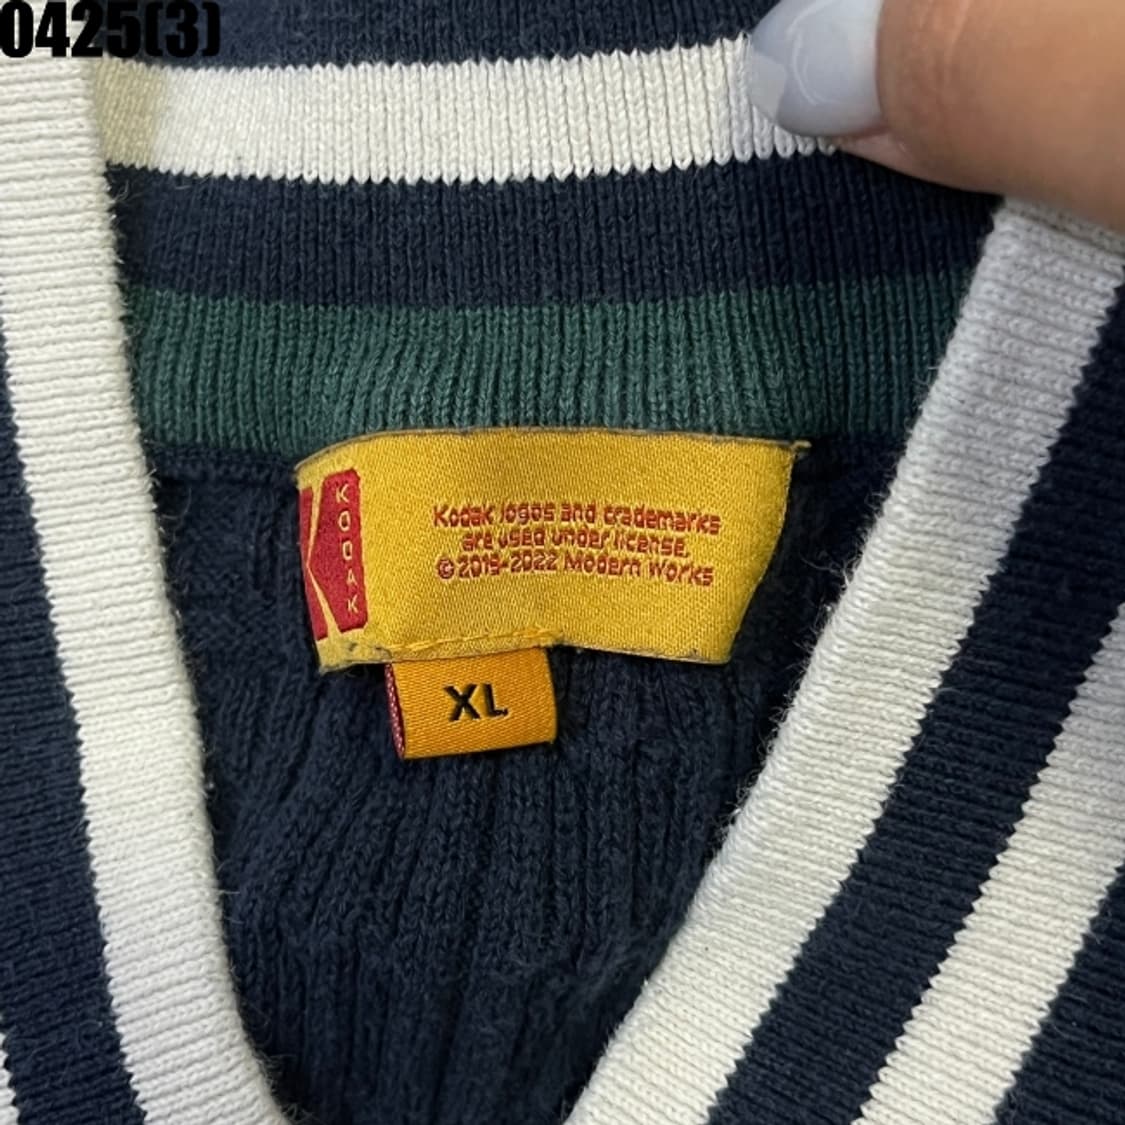 0425(3)
KODAK
Kodak logos and trademarks
are used under license.
©2019-2022 Modern Works
XL